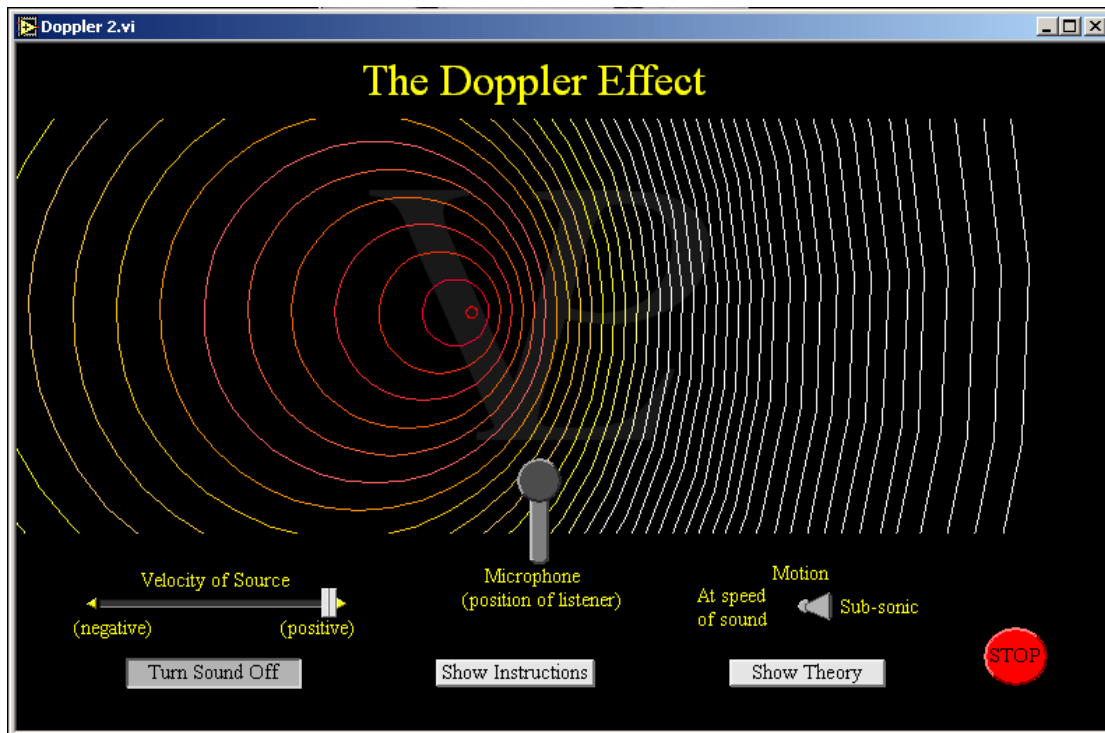 Doppler 2.vi
The Doppler Effect
Velocity of Source
(negative)
(positive)
Microphone
(position of listener)
Motion
At speed
of sound
Sub-sonic
Turn Sound Off
Show Instructions
Show Theory
STOP